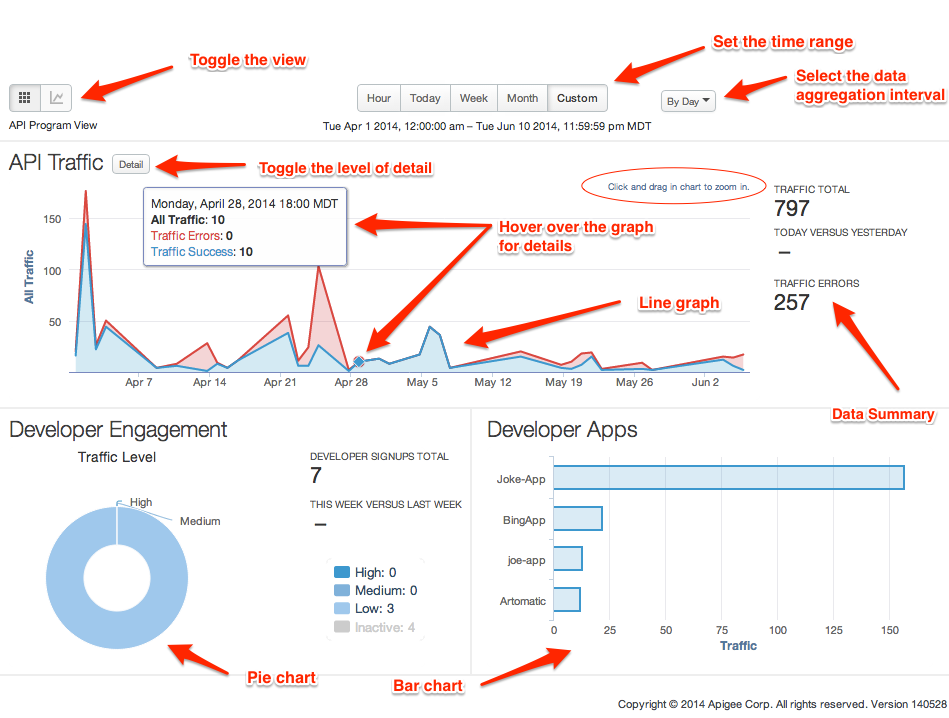 Set the time range
Toggle the view
Select the data
aggregation interval
Hour Today Week Month Custom
By Day
API Program View
Tue Apr 1 2014, 12:00:00 am – Tue Jun 10 2014, 11:59:59 pm MDT
API Traffic
Detail
Toggle the level of detail
Click and drag in chart to zoom in.
TRAFFIC TOTAL
797
TODAY VERSUS YESTERDAY
–
TRAFFIC ERRORS
257
Monday, April 28, 2014 18:00 MDT
All Traffic: 10
Traffic Errors: 0
Traffic Success: 10
Hover over the graph
for details
Line graph
All Traffic
150
100
50
Apr 7 Apr 14 Apr 21 Apr 28 May 5 May 12 May 19 May 26 Jun 2
Data Summary
Developer Engagement
Traffic Level
High
Medium
DEVELOPER SIGNUPS TOTAL
7
THIS WEEK VERSUS LAST WEEK
–
High: 0
Medium: 0
Low: 3
Inactive: 4
Pie chart
Developer Apps
Joke-App
BingApp
joe-app
Artomatic
0 25 50 75 100 125 150
Traffic
Bar chart
Copyright © 2014 Apigee Corp. All rights reserved. Version 140528